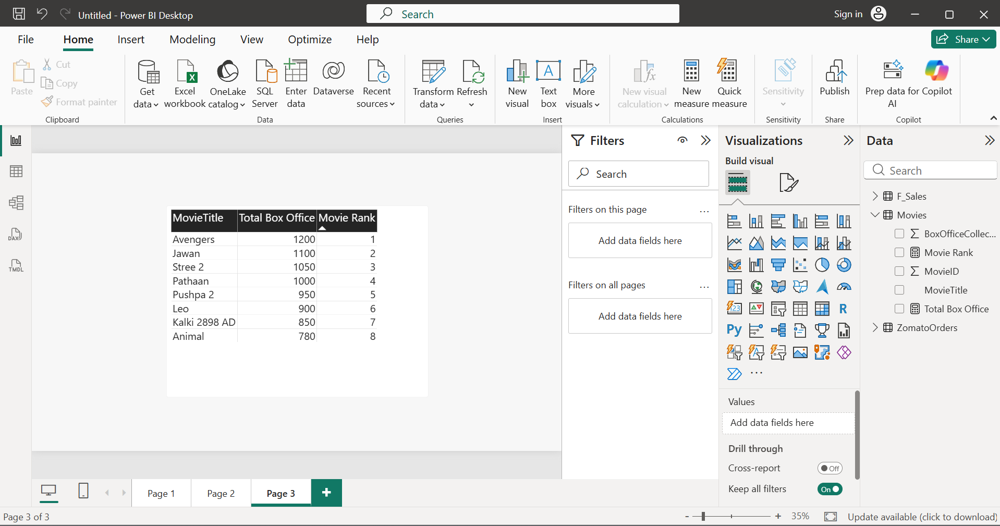 Untitled - Power BI Desktop
Search
Sign in
File
Home
Insert
Modeling
View
Optimize
Help
Share
Paste
Cut
Copy
Format painter
Clipboard
Get data
Excel workbook
OneLake catalog
SQL Server
Enter data
Dataverse
Recent sources
Data
Transform data
Refresh
Queries
New visual
Text box
More visuals
Insert
New visual calculation
New measure
Quick measure
Calculations
Sensitivity
Sensitivity
Publish
Share
Prep data for AI
Copilot
Copilot
MovieTitle Total Box Office Movie Rank
Avengers 1200 1
Jawan 1100 2
Stree 2 1050 3
Pathaan 1000 4
Pushpa 2 950 5
Leo 900 6
Kalki 2898 AD 850 7
Animal 780 8
DAX
TMDL
Filters
Search
Filters on this page ...
Add data fields here
Filters on all pages ...
Add data fields here
Visualizations
Build visual
123
R
Py
...
Values
Add data fields here
Drill through
Cross-report Off
Keep all filters On
Data
Search
F_Sales
Movies
BoxOfficeCollec...
Movie Rank
MovieID
MovieTitle
Total Box Office
ZomatoOrders
Page 1
Page 2
Page 3
+
Page 3 of 3
- + 35%
Update available (click to download)